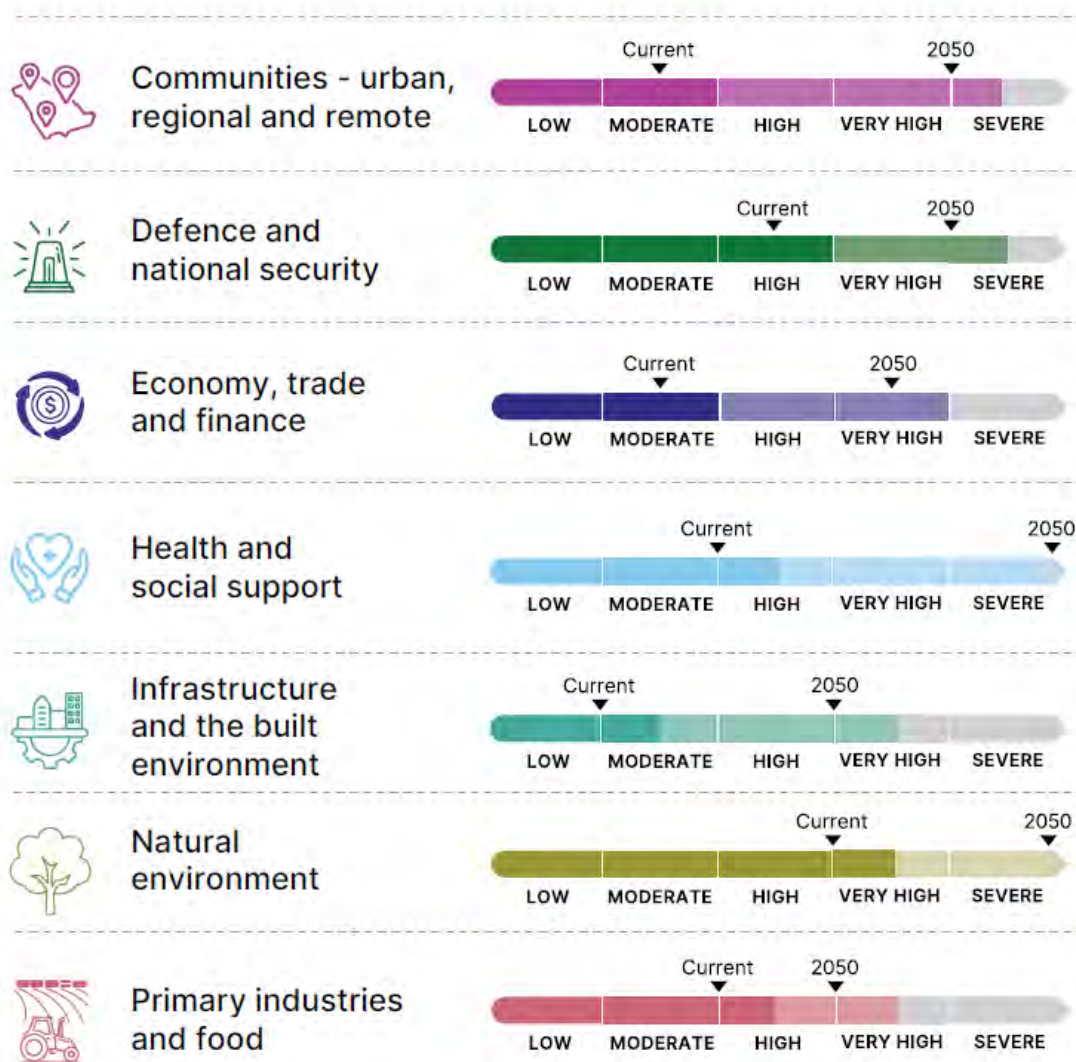 Current 2050
Communities - urban,
regional and remote
LOW MODERATE HIGH VERY HIGH SEVERE
Current 2050
Defence and
national security
LOW MODERATE HIGH VERY HIGH SEVERE
Current 2050
Economy, trade
and finance
LOW MODERATE HIGH VERY HIGH SEVERE
Current 2050
Health and
social support
LOW MODERATE HIGH VERY HIGH SEVERE
Current 2050
Infrastructure
and the built
environment
LOW MODERATE HIGH VERY HIGH SEVERE
Current 2050
Natural
environment
LOW MODERATE HIGH VERY HIGH SEVERE
Current 2050
Primary industries
and food
LOW MODERATE HIGH VERY HIGH SEVERE
$